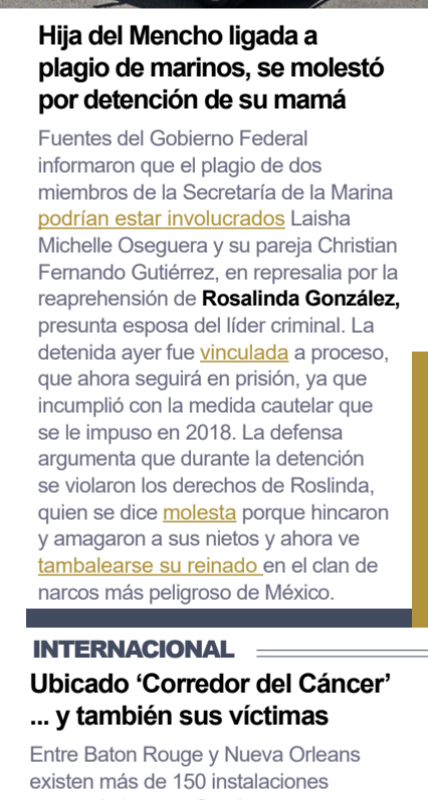 Hija del Mencho ligada a
plagio de marinos, se molestó
por detención de su mamá
Fuentes del Gobierno Federal
informaron que el plagio de dos
miembros de la Secretaría de la Marina
podrían estar involucrados Laisha
Michelle Oseguera y su pareja Christian
Fernando Gutiérrez, en represalia por la
reaprehensión de Rosalinda González,
presunta esposa del líder criminal. La
detenida ayer fue vinculada a proceso,
que ahora seguirá en prisión, ya que
incumplió con la medida cautelar que
se le impuso en 2018. La defensa
argumenta que durante la detención
se violaron los derechos de Roslinda,
quien se dice molesta porque hincaron
y amagaron a sus nietos y ahora ve
tambalearse su reinado en el clan de
narcos más peligroso de México.
INTERNACIONAL
Ubicado ‘Corredor del Cáncer’
... y también sus víctimas
Entre Baton Rouge y Nueva Orleans
existen más de 150 instalaciones